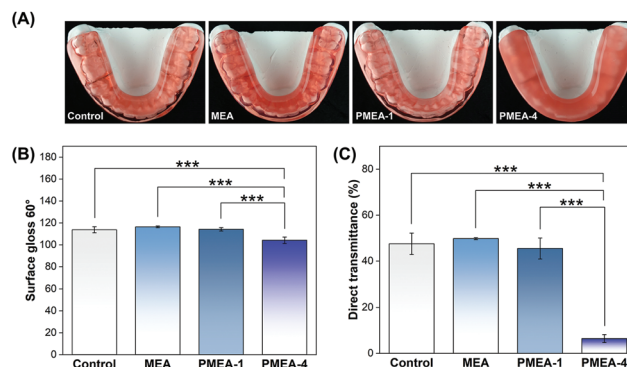 (A)
Control
MEA
PMEA-1
PMEA-4
(B)
Surface gloss 60°
180
160
140
120
100
80
60
40
20
0
***
***
***
Control
MEA
PMEA-1
PMEA-4
(C)
Direct transmittance (%)
80
60
40
20
0
***
***
***
Control
MEA
PMEA-1
PMEA-4